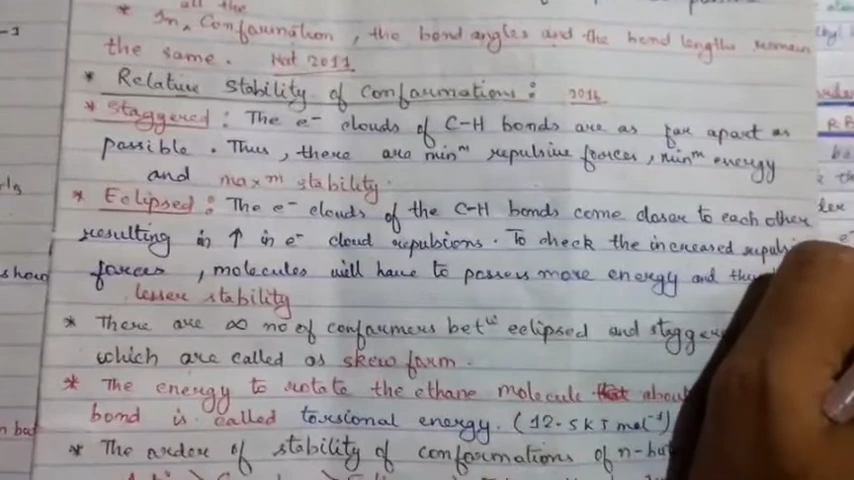 all the
* In conformation, the bond angles and the bond lengths remain
the same. Not 2011
* Relative stability of conformations: 2016
* Staggered: The e⁻ clouds of C-H bonds are as far apart as
possible. Thus, there are minᵐ repulsive forces, minᵐ energy
and maxᵐ stability.
* Eclipsed: The e⁻ clouds of the C-H bonds come closer to each other
resulting in ↑ in e⁻ cloud repulsions. To check the increased
forces, molecules will have to possess more energy and
lesser stability
* There are ∞ no of conformers betʷ eclipsed and
which are called as skew form.
* The energy to rotate the ethane molecule about
bond is called torsional energy. (12.5 kJ mol⁻¹)
* The order of stability of conformations of